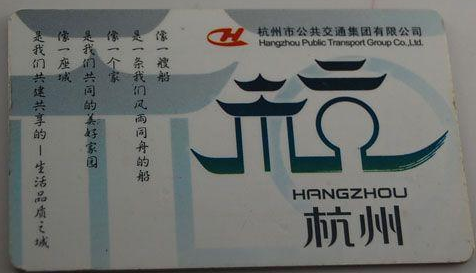 杭州市公共交通集团有限公司
Hangzhou Public Transport Group Co.,Ltd.
像一艘船
是一条我们风雨同舟的船
像一个家
是我们共同的美好家园
像一座城
是我们共建共享的—生活品质之城
HANGZHOU
杭州